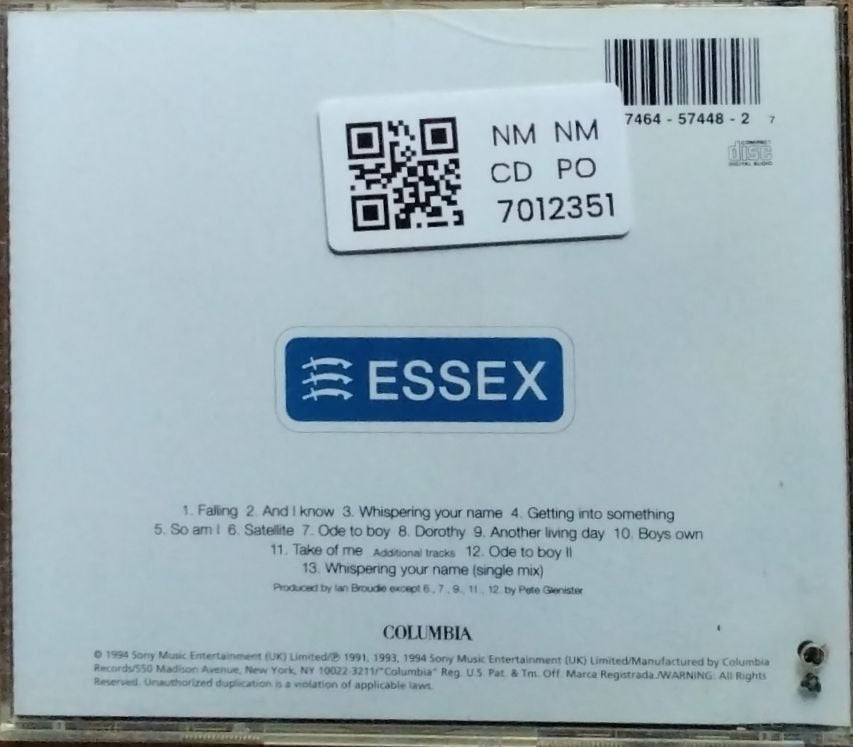 7464 - 57448 - 2 7
COMPACT
disc
DIGITAL AUDIO
NM NM
CD PO
7012351
ESSEX
1. Falling 2. And I know 3. Whispering your name 4. Getting into something
5. So am I 6. Satellite 7. Ode to boy 8. Dorothy 9. Another living day 10. Boys own
11. Take of me Additional tracks 12. Ode to boy II
13. Whispering your name (single mix)
Produced by Ian Broudie except 6., 7., 9., 11., 12. by Pete Glenister
COLUMBIA
© 1994 Sony Music Entertainment (UK) Limited/℗ 1991, 1993, 1994 Sony Music Entertainment (UK) Limited/Manufactured by Columbia
Records/550 Madison Avenue, New York, NY 10022-3211/"Columbia" Reg. U.S. Pat. & Tm. Off. Marca Registrada./WARNING: All Rights
Reserved. Unauthorized duplication is a violation of applicable laws.